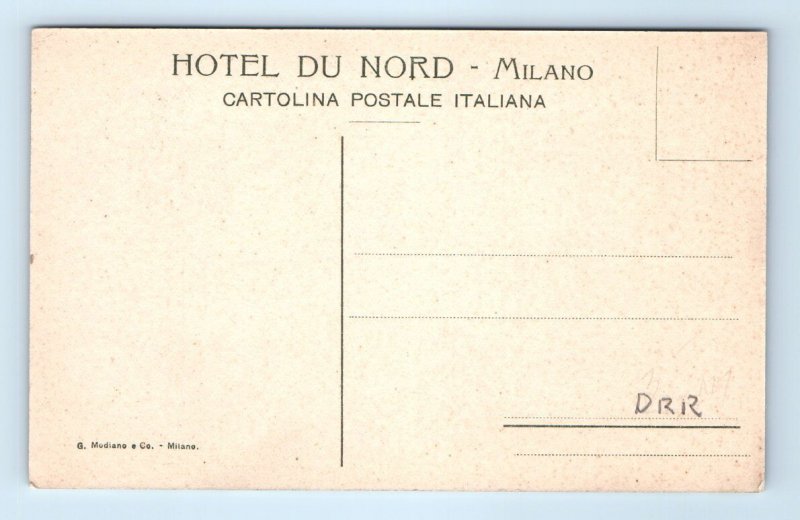 HOTEL DU NORD - MILANO
CARTOLINA POSTALE ITALIANA
DRR
G. Modiano e Co. - Milano.